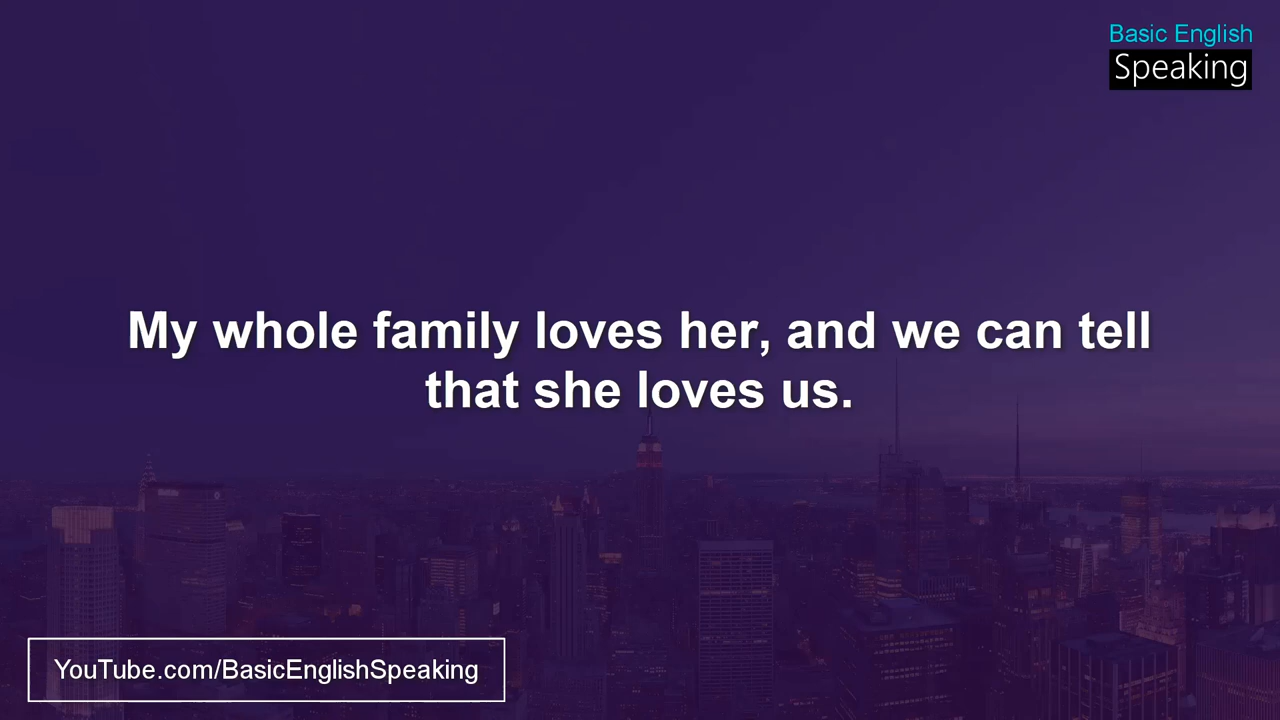 Basic English
Speaking
My whole family loves her, and we can tell
that she loves us.
YouTube.com/BasicEnglishSpeaking